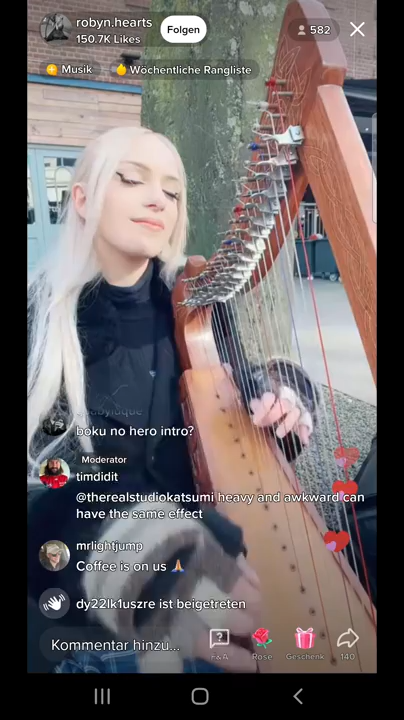 robyn.hearts
150.7K Likes
Folgen
582
Musik
Wöchentliche Rangliste
boku no hero intro?
Moderator
timdidit
@therealstudiokatsumi heavy and awkward can
have the same effect
mrlightjump
Coffee is on us 🙏
dy22lk1uszre ist beigetreten
Kommentar hinzu...
F&A
Rose
Geschenk
140